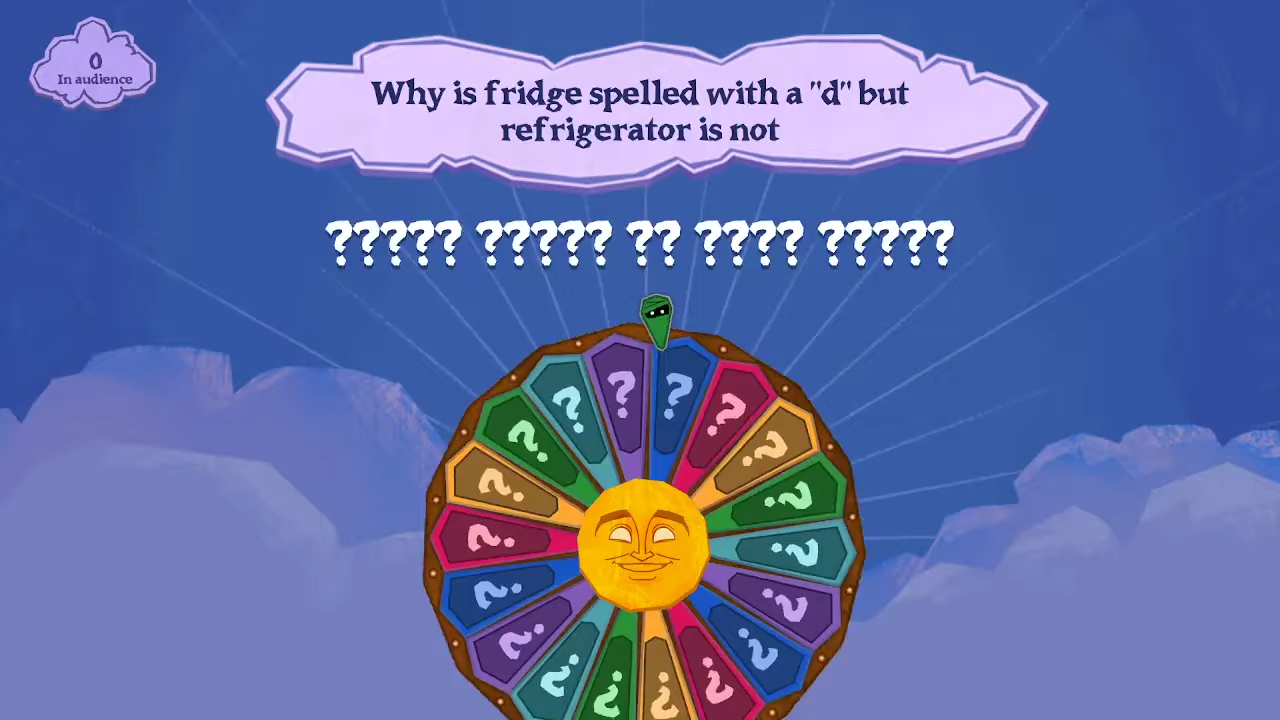 0
In audience
Why is fridge spelled with a "d" but
refrigerator is not
????? ????? ?? ???? ?????
? ? ? ? ? ? ? ? ? ? ? ? ? ? ? ? ? ?